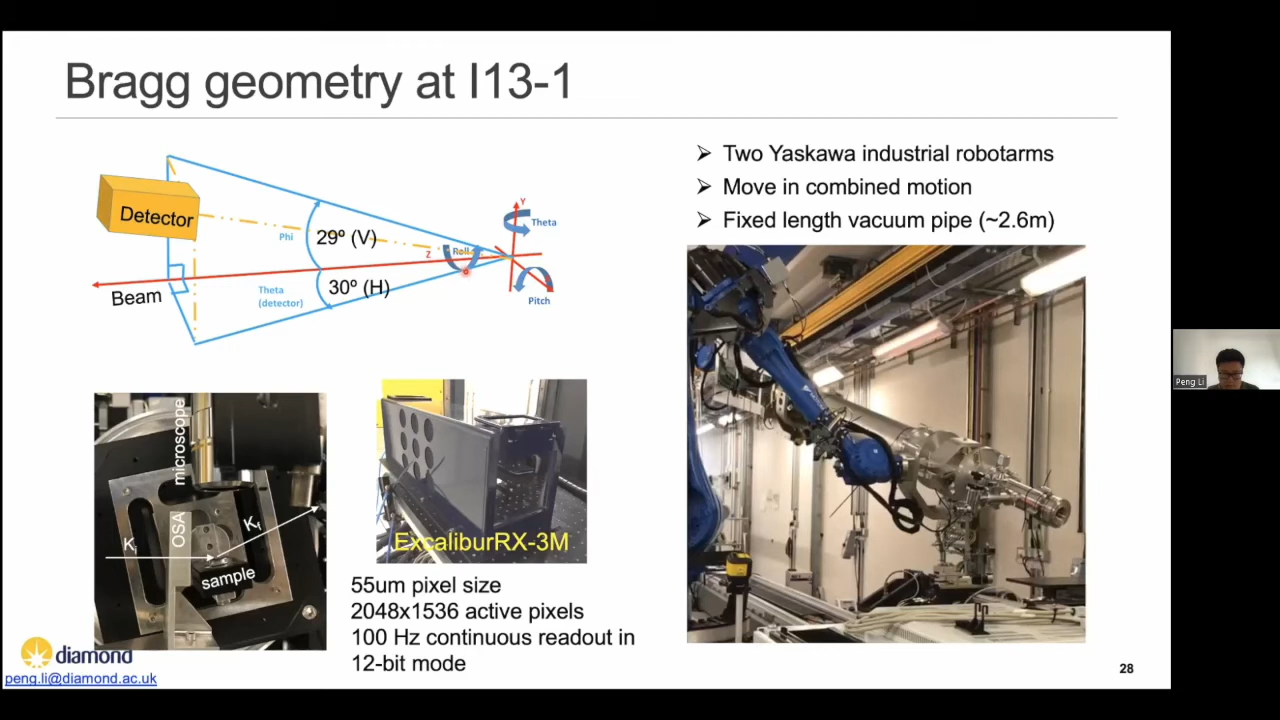 Bragg geometry at I13-1
Detector
Phi
29º (V)
Z
Roll
Y
Theta
Beam
Theta
(detector)
30º (H)
Pitch
➢ Two Yaskawa industrial robotarms
➢ Move in combined motion
➢ Fixed length vacuum pipe (~2.6m)
microscope
OSA
Ki
Kf
sample
ExcaliburRX-3M
55um pixel size
2048x1536 active pixels
100 Hz continuous readout in
12-bit mode
diamond
peng.li@diamond.ac.uk
28
Peng Li